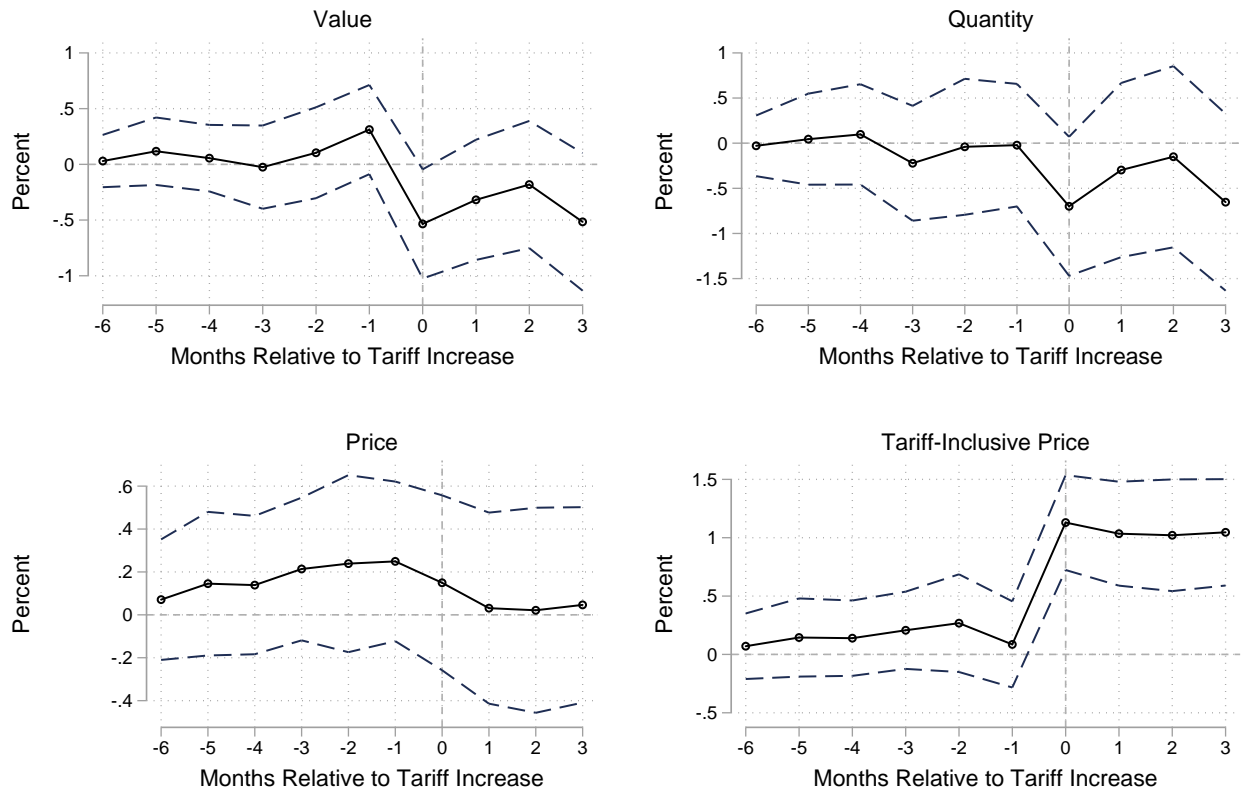 Value
1
.5
0
-.5
-1
Percent
-6 -5 -4 -3 -2 -1 0 1 2 3
Months Relative to Tariff Increase
Quantity
1
.5
0
-.5
-1
-1.5
Percent
-6 -5 -4 -3 -2 -1 0 1 2 3
Months Relative to Tariff Increase
Price
.6
.4
.2
0
-.2
-.4
Percent
-6 -5 -4 -3 -2 -1 0 1 2 3
Months Relative to Tariff Increase
Tariff-Inclusive Price
1.5
1
.5
0
-.5
Percent
-6 -5 -4 -3 -2 -1 0 1 2 3
Months Relative to Tariff Increase